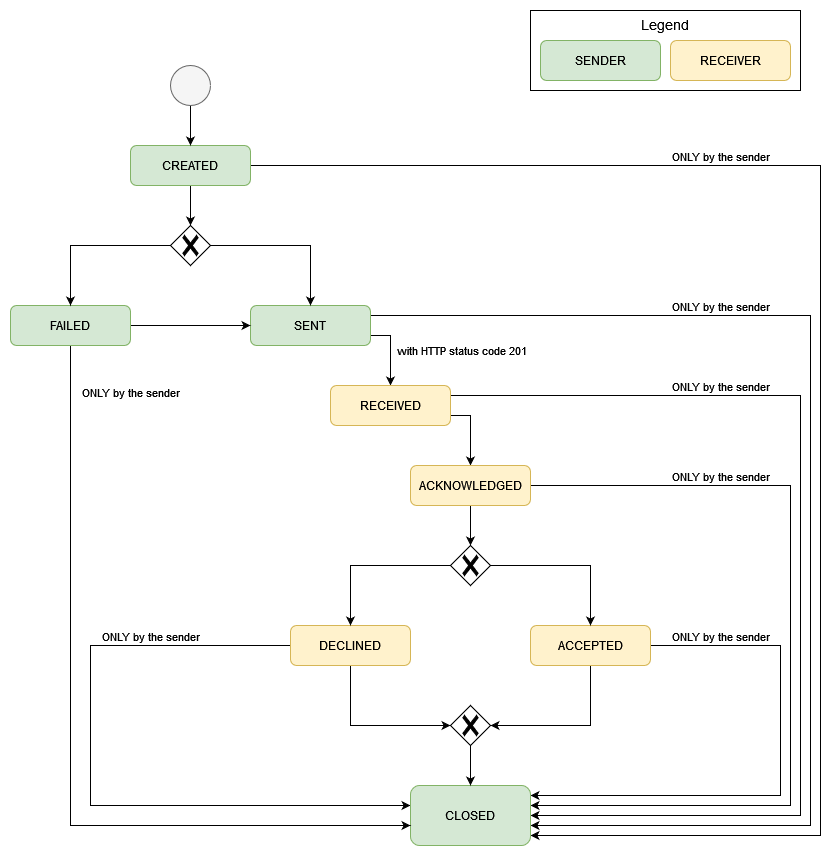 Legend
SENDER
RECEIVER
CREATED
ONLY by the sender
FAILED
SENT
ONLY by the sender
with HTTP status code 201
ONLY by the sender
RECEIVED
ONLY by the sender
ACKNOWLEDGED
ONLY by the sender
DECLINED
ONLY by the sender
ACCEPTED
ONLY by the sender
CLOSED